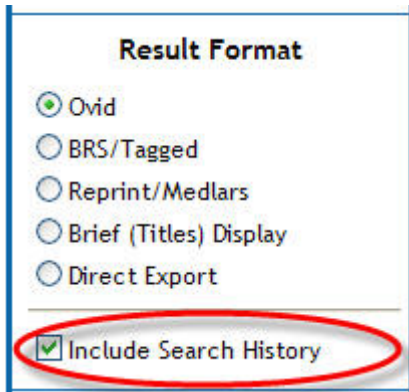 Result Format
Ovid
BRS/Tagged
Reprint/Medlars
Brief (Titles) Display
Direct Export
Include Search History